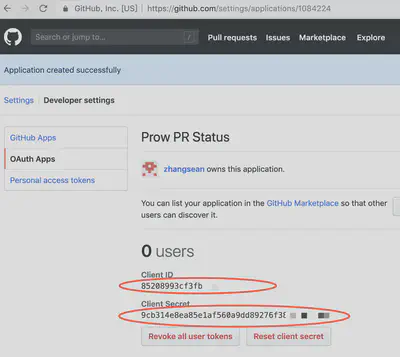 GitHub, Inc. [US] | https://github.com/settings/applications/1084224
Search or jump to... / Pull requests Issues Marketplace Explore
Application created successfully
Settings Developer settings
GitHub Apps
OAuth Apps
Personal access tokens
Prow PR Status
zhangsean owns this application.
You can list your application in the GitHub Marketplace so that other
users can discover it.
0 users
Client ID
85208993cf3fb
Client Secret
9cb314e8ea85e1af560a9dd89276f38
Revoke all user tokens Reset client secret